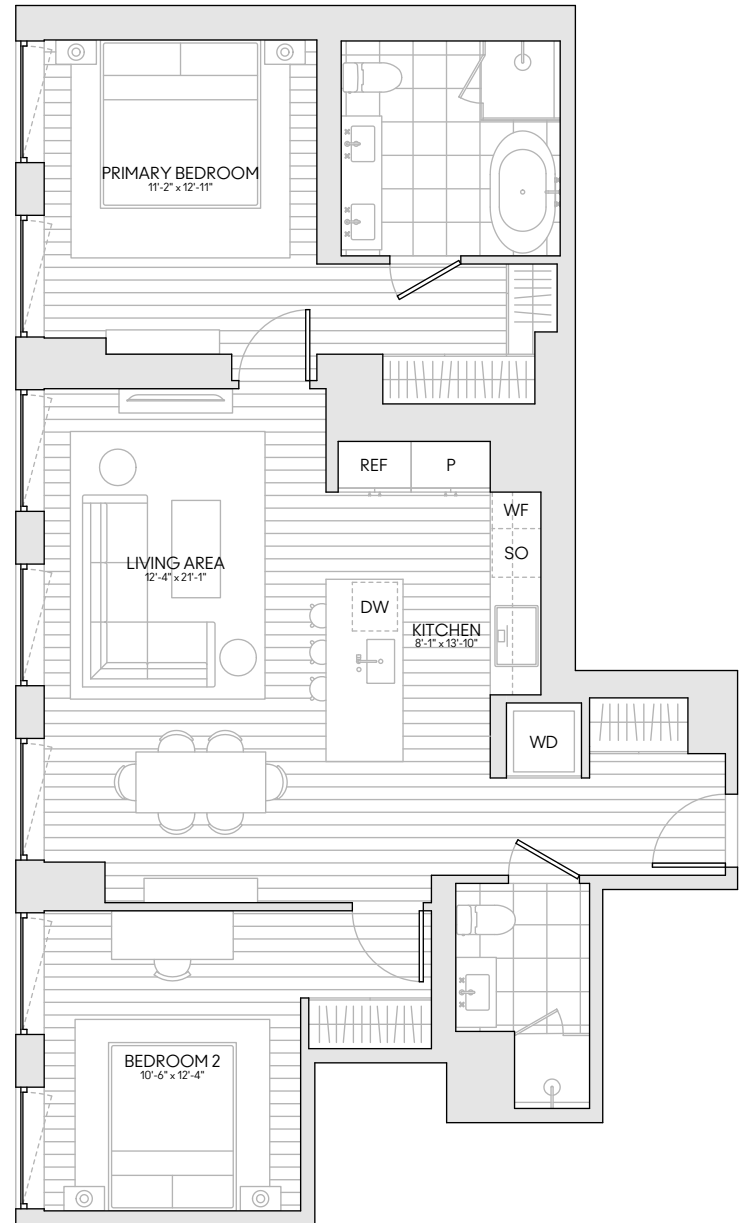 PRIMARY BEDROOM
11'-2" x 12'-11"
REF
P
WF
SO
LIVING AREA
12'-4" x 21'-1"
DW
KITCHEN
8'-1" x 13'-10"
WD
BEDROOM 2
10'-6" x 12'-4"